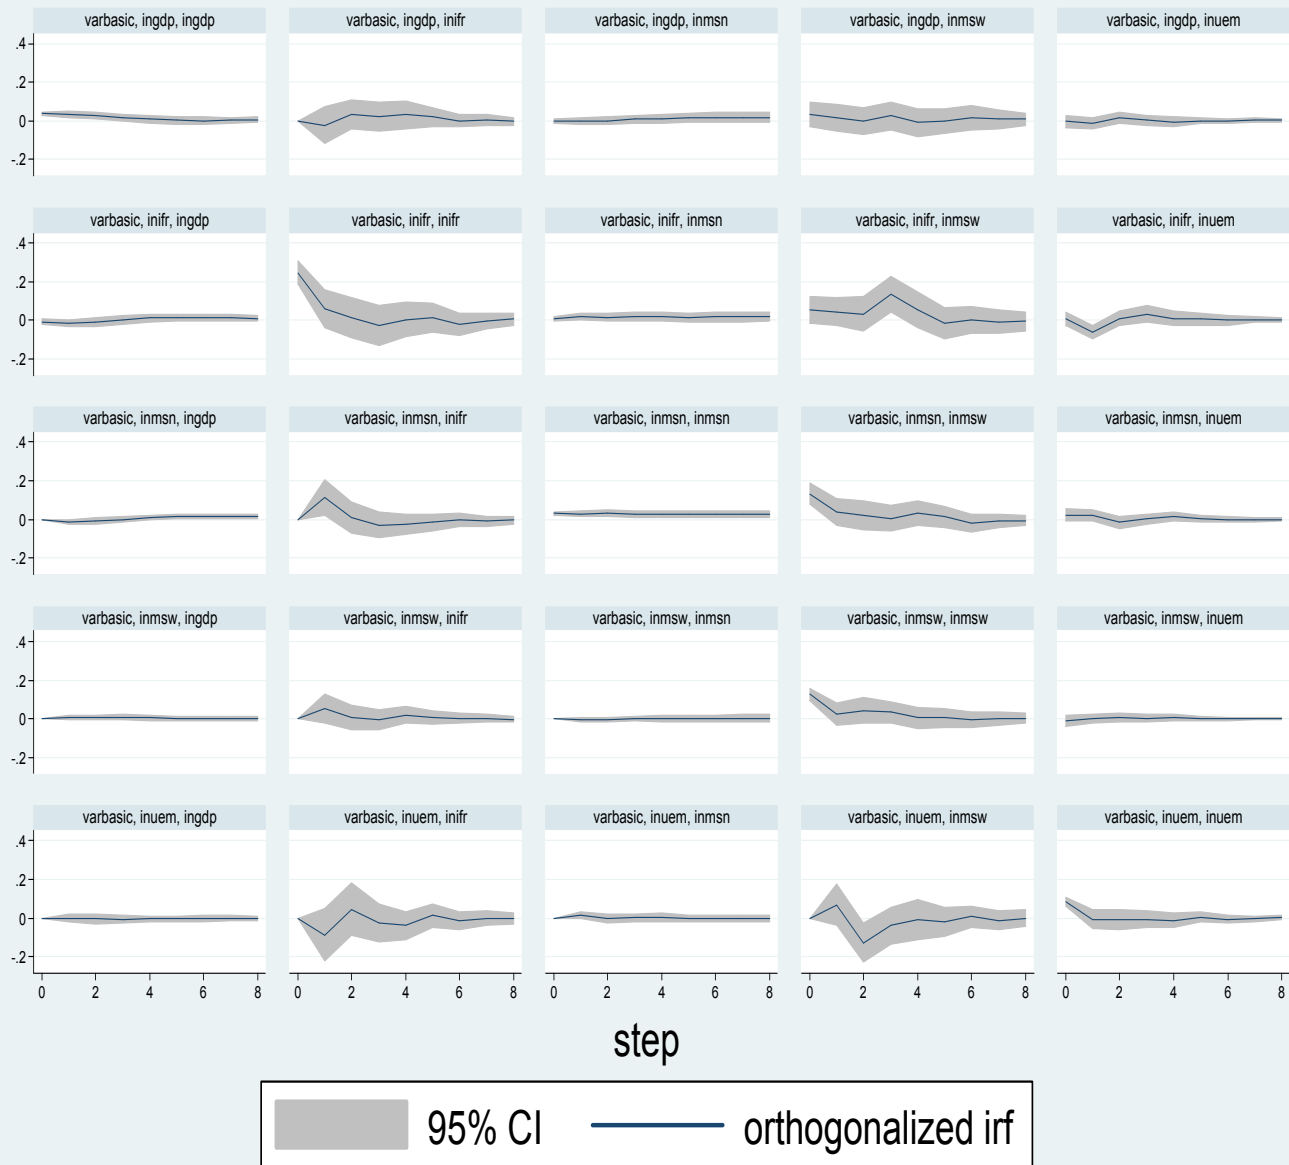 varbasic, ingdp, ingdp varbasic, ingdp, inifr varbasic, ingdp, inmsn varbasic, ingdp, inmsw varbasic, ingdp, inuem
.4
.2
0
-.2
varbasic, inifr, ingdp varbasic, inifr, inifr varbasic, inifr, inmsn varbasic, inifr, inmsw varbasic, inifr, inuem
.4
.2
0
-.2
varbasic, inmsn, ingdp varbasic, inmsn, inifr varbasic, inmsn, inmsn varbasic, inmsn, inmsw varbasic, inmsn, inuem
.4
.2
0
-.2
varbasic, inmsw, ingdp varbasic, inmsw, inifr varbasic, inmsw, inmsn varbasic, inmsw, inmsw varbasic, inmsw, inuem
.4
.2
0
-.2
varbasic, inuem, ingdp varbasic, inuem, inifr varbasic, inuem, inmsn varbasic, inuem, inmsw varbasic, inuem, inuem
.4
.2
0
-.2
0 2 4 6 8 0 2 4 6 8 0 2 4 6 8 0 2 4 6 8 0 2 4 6 8
step
95% CI orthogonalized irf